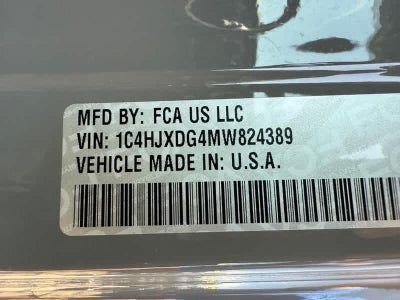 MFD BY: FCA US LLC
VIN: 1C4HJXDG4MW824389
VEHICLE MADE IN: U.S.A.